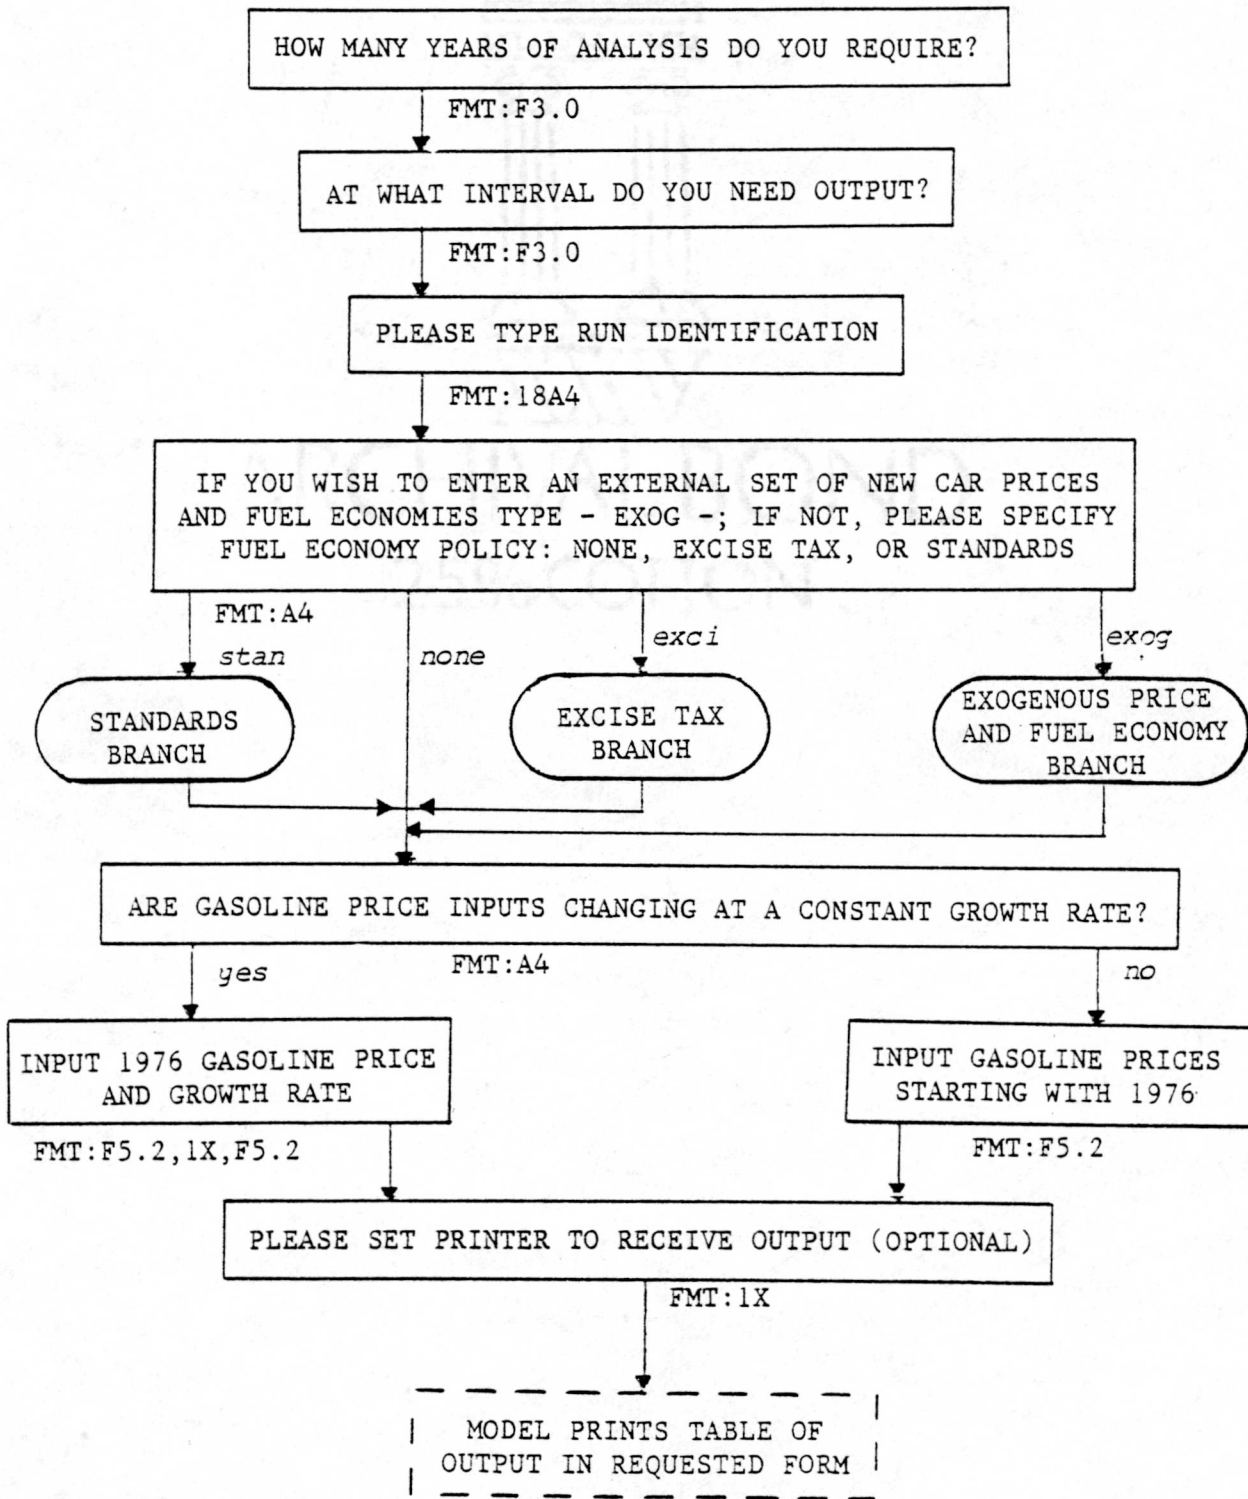 HOW MANY YEARS OF ANALYSIS DO YOU REQUIRE?
FMT:F3.0
AT WHAT INTERVAL DO YOU NEED OUTPUT?
FMT:F3.0
PLEASE TYPE RUN IDENTIFICATION
FMT:18A4
IF YOU WISH TO ENTER AN EXTERNAL SET OF NEW CAR PRICES
AND FUEL ECONOMIES TYPE - EXOG -; IF NOT, PLEASE SPECIFY
FUEL ECONOMY POLICY: NONE, EXCISE TAX, OR STANDARDS
FMT:A4
stan
none
exci
exog
STANDARDS
BRANCH
EXCISE TAX
BRANCH
EXOGENOUS PRICE
AND FUEL ECONOMY
BRANCH
ARE GASOLINE PRICE INPUTS CHANGING AT A CONSTANT GROWTH RATE?
yes
FMT:A4
no
INPUT 1976 GASOLINE PRICE
AND GROWTH RATE
INPUT GASOLINE PRICES
STARTING WITH 1976
FMT:F5.2,1X,F5.2
FMT:F5.2
PLEASE SET PRINTER TO RECEIVE OUTPUT (OPTIONAL)
FMT:1X
MODEL PRINTS TABLE OF
OUTPUT IN REQUESTED FORM